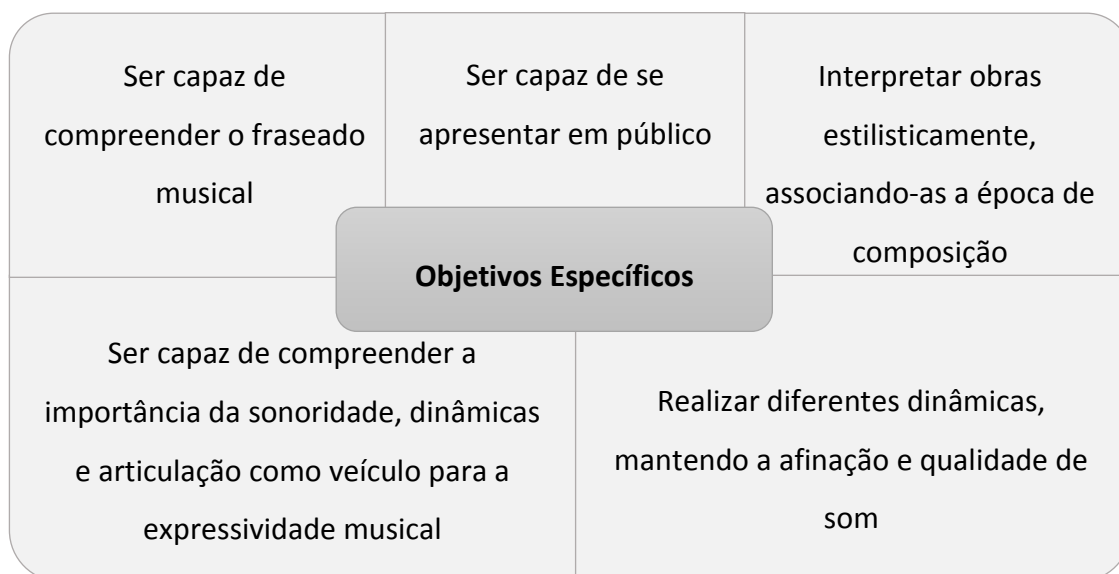 Ser capaz de
compreender o fraseado
musical
Ser capaz de se
apresentar em público
Interpretar obras
estilisticamente,
associando-as a época de
composição
Objetivos Específicos
Ser capaz de compreender a
importância da sonoridade, dinâmicas
e articulação como veículo para a
expressividade musical
Realizar diferentes dinâmicas,
mantendo a afinação e qualidade de
som